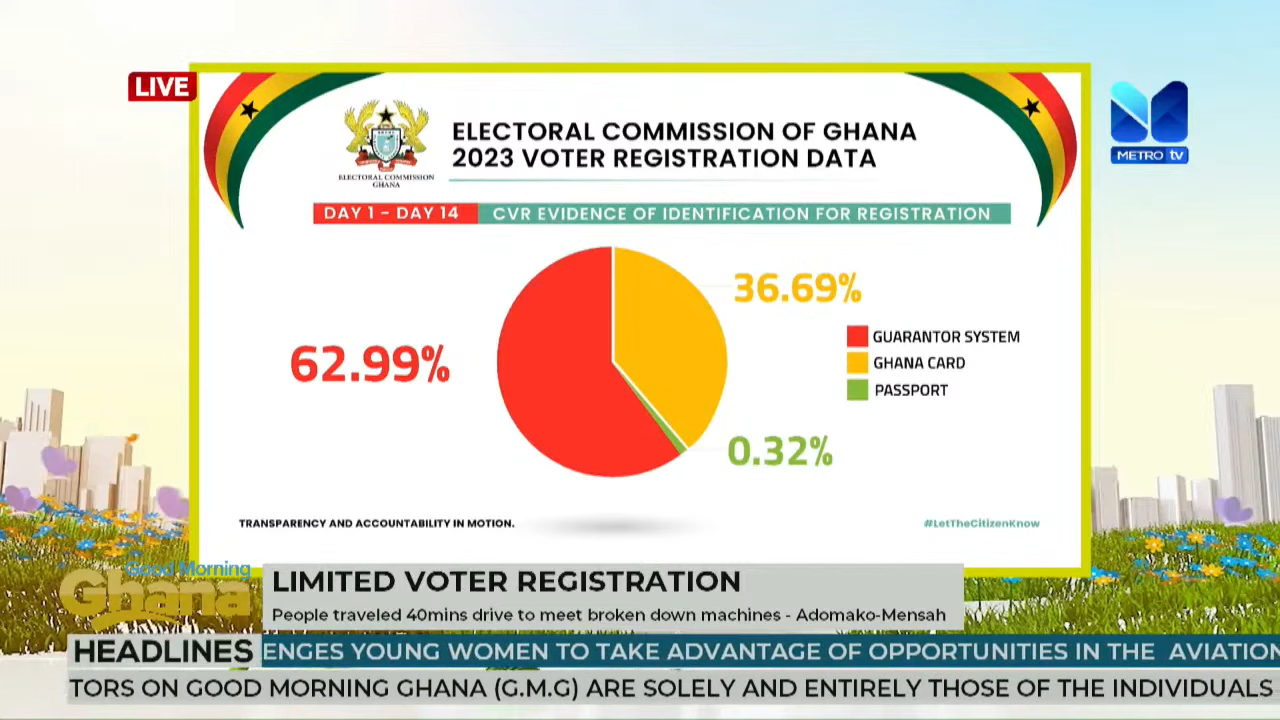 LIVE
METRO tv
ELECTORAL COMMISSION
GHANA
ELECTORAL COMMISSION OF GHANA
2023 VOTER REGISTRATION DATA
DAY 1 - DAY 14 CVR EVIDENCE OF IDENTIFICATION FOR REGISTRATION
36.69%
62.99%
GUARANTOR SYSTEM
GHANA CARD
PASSPORT
0.32%
TRANSPARENCY AND ACCOUNTABILITY IN MOTION.
#LetTheCitizenKnow
Good Morning
Ghana
LIMITED VOTER REGISTRATION
People traveled 40mins drive to meet broken down machines - Adomako-Mensah
HEADLINES ENGES YOUNG WOMEN TO TAKE ADVANTAGE OF OPPORTUNITIES IN THE AVIATION
TORS ON GOOD MORNING GHANA (G.M.G) ARE SOLELY AND ENTIRELY THOSE OF THE INDIVIDUALS